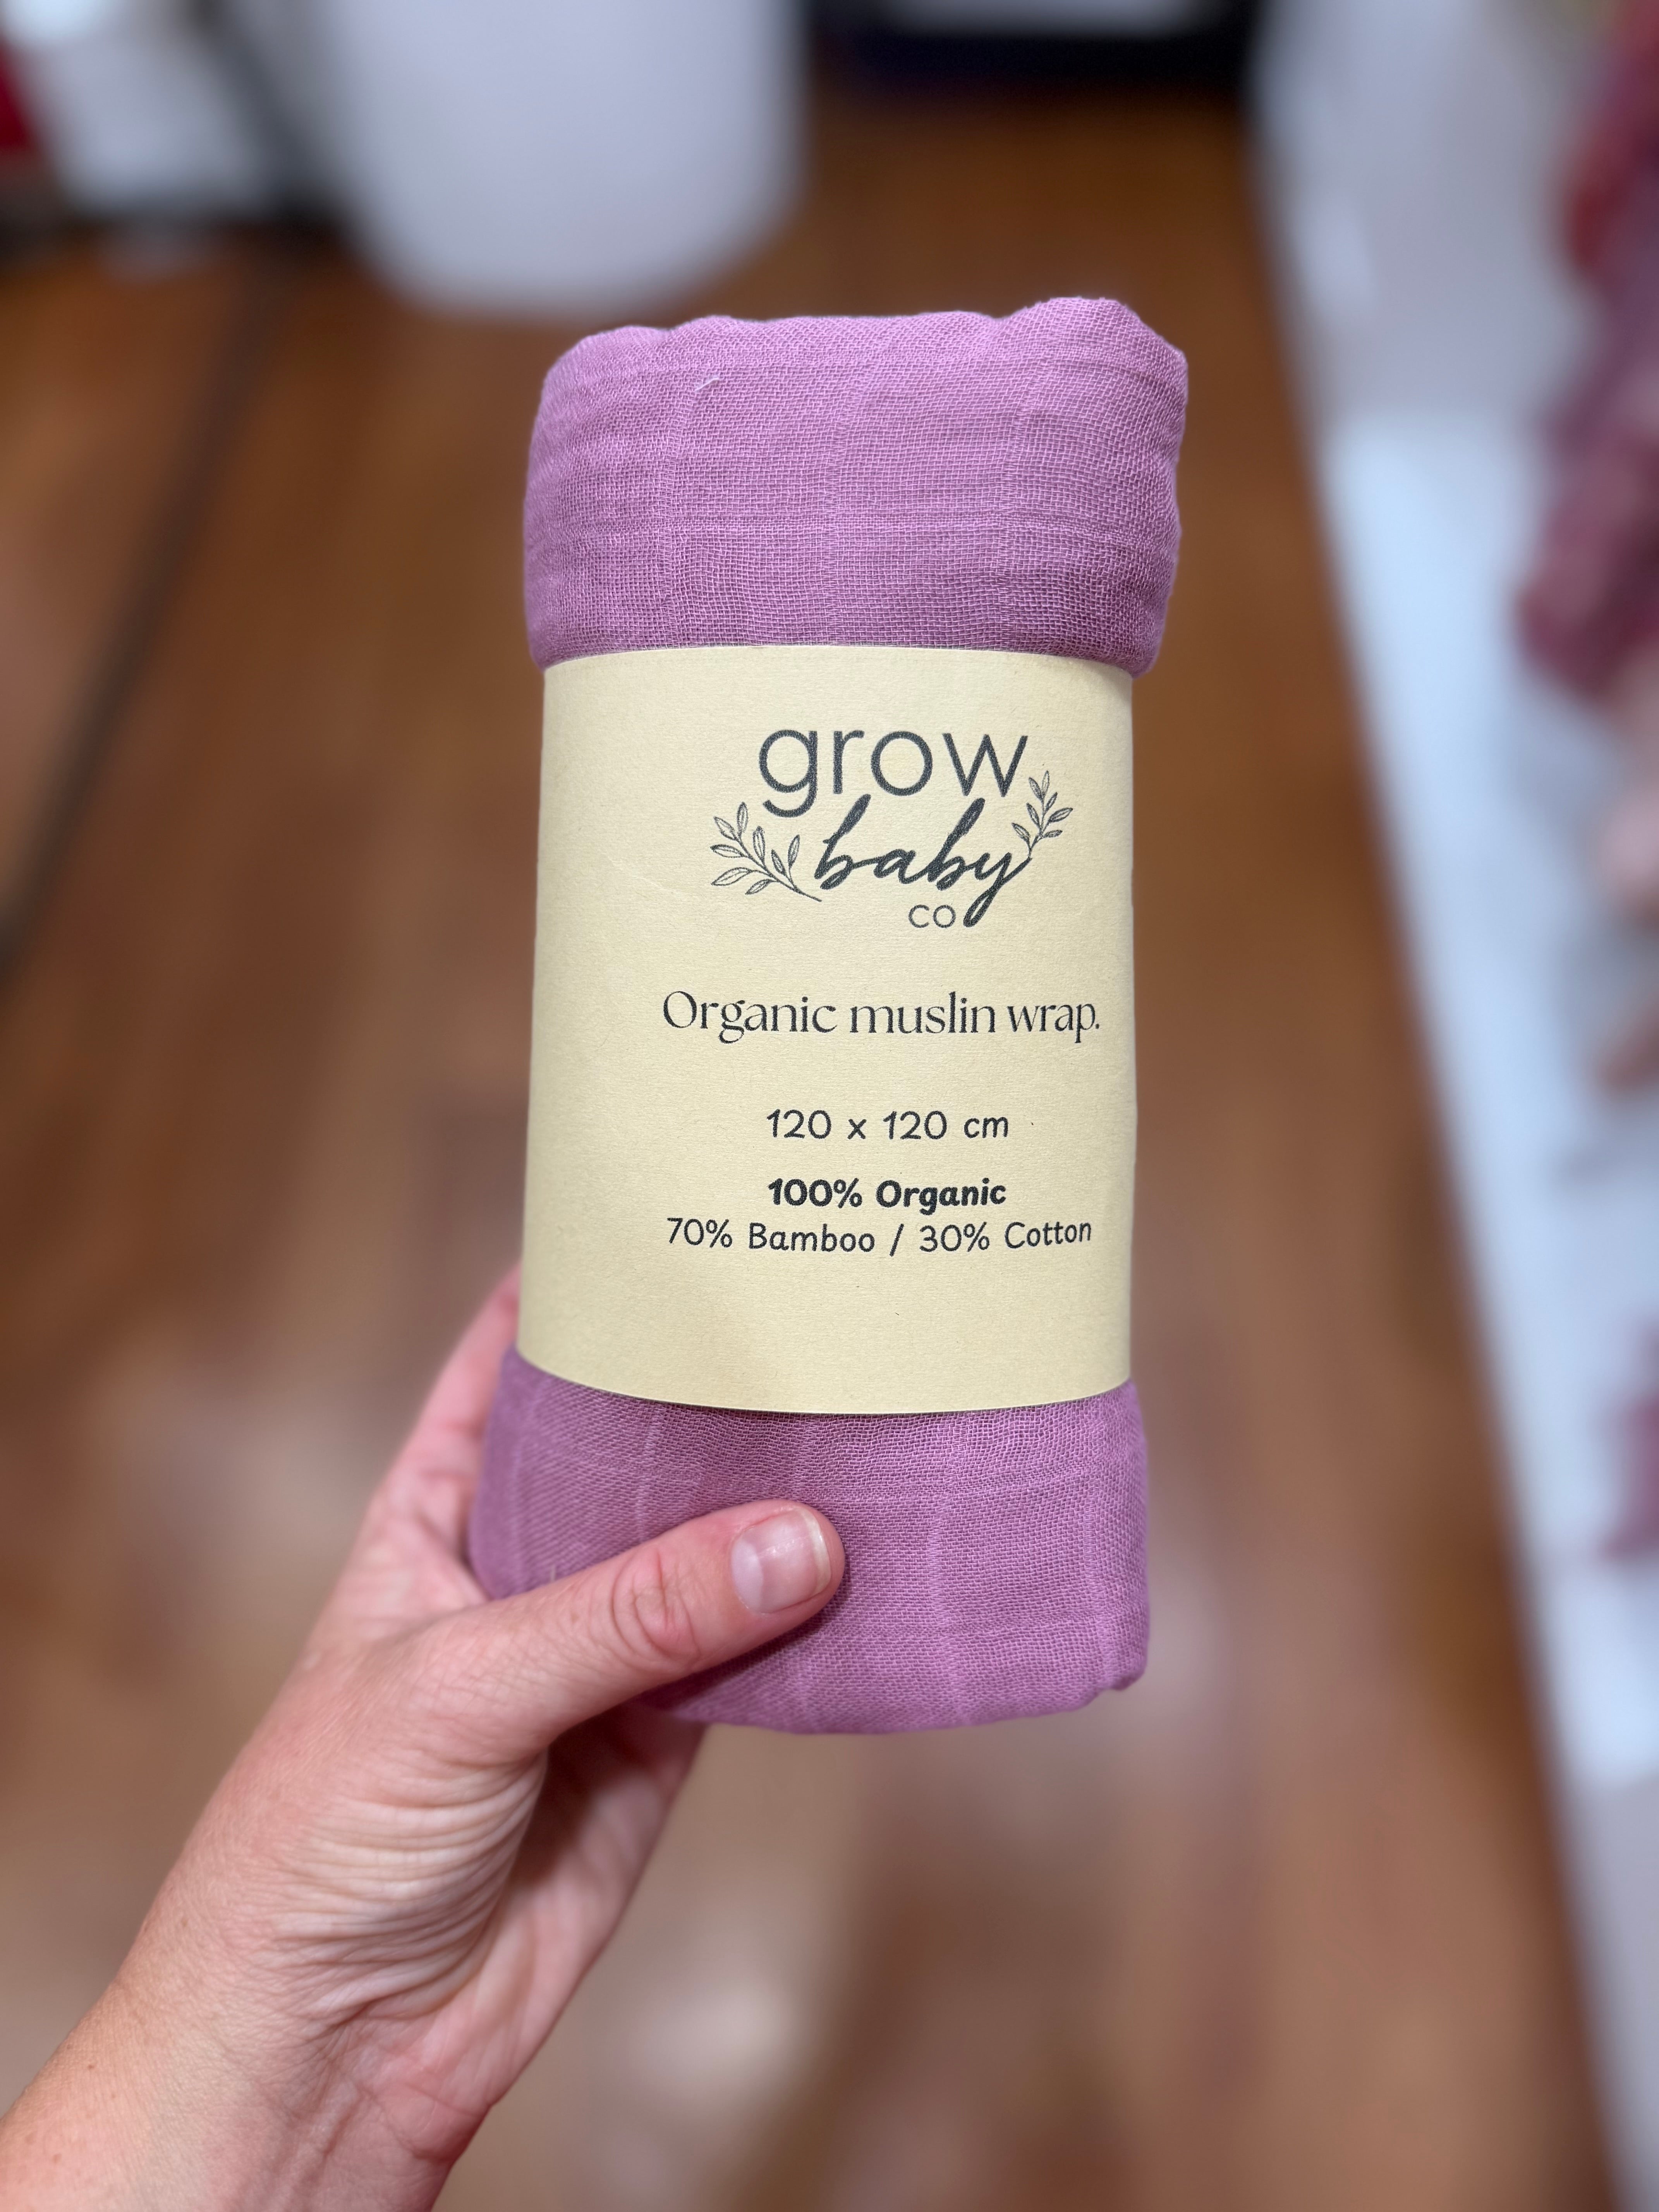 grow
baby
co
Organic muslin wrap.
120 x 120 cm
100% Organic
70% Bamboo / 30% Cotton